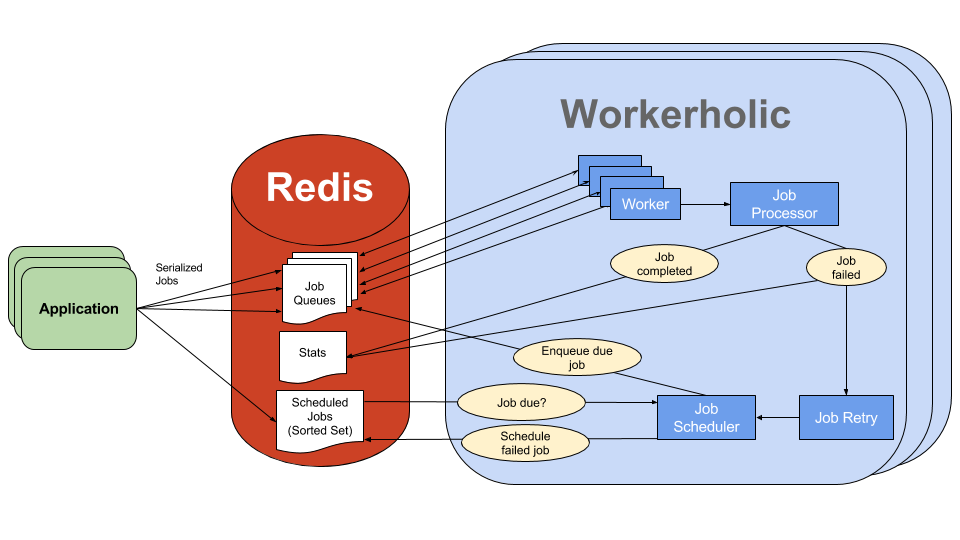 Workerholic
Redis
Worker
Job
Processor
Job
completed
Job
failed
Serialized
Jobs
Application
Job
Queues
Stats
Enqueue due
job
Scheduled
Jobs
(Sorted Set)
Job due?
Job
Scheduler
Job Retry
Schedule
failed job